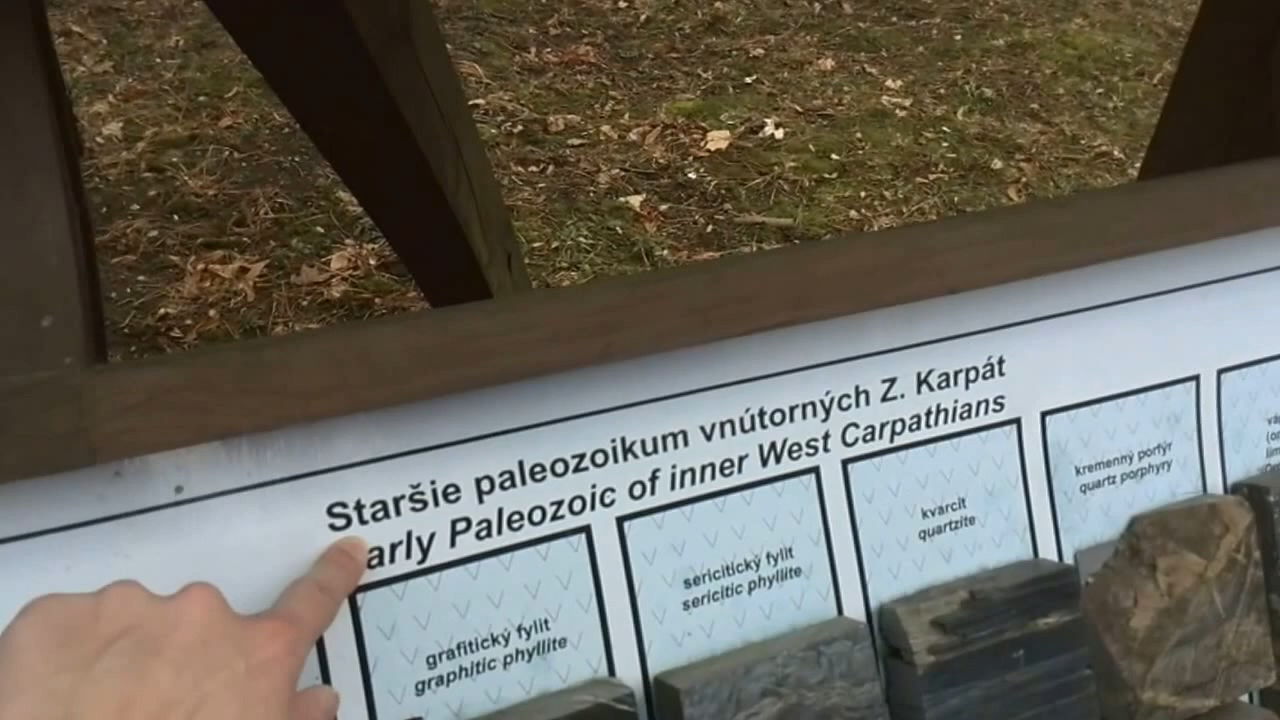 Staršie paleozoikum vnútorných Z. Karpát
arly Paleozoic of inner West Carpathians
grafitický fylit
graphitic phyllite
sericitický fylit
sericitic phyllite
kvarcit
quartzite
kremenný porfýr
quartz porphyry